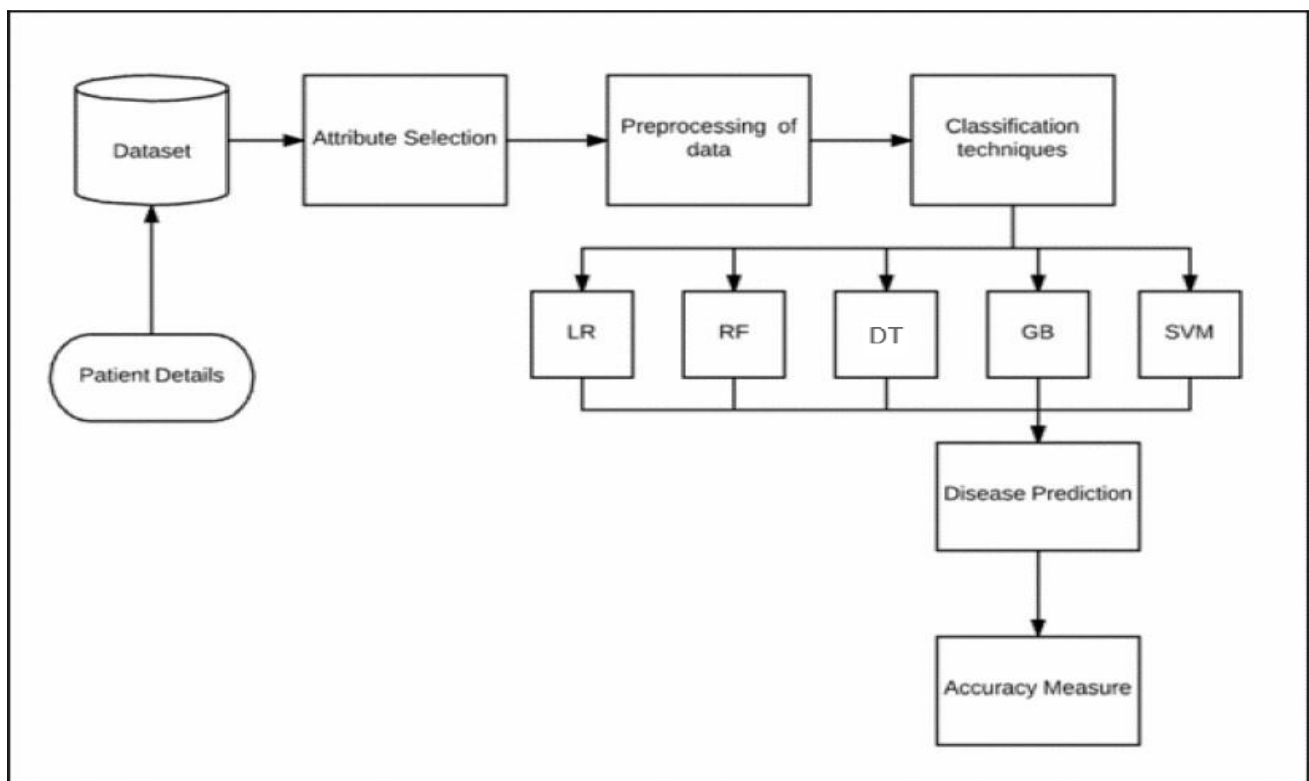 Dataset
Attribute Selection
Preprocessing of
data
Classification
techniques
LR
RF
DT
GB
SVM
Patient Details
Disease Prediction
Accuracy Measure